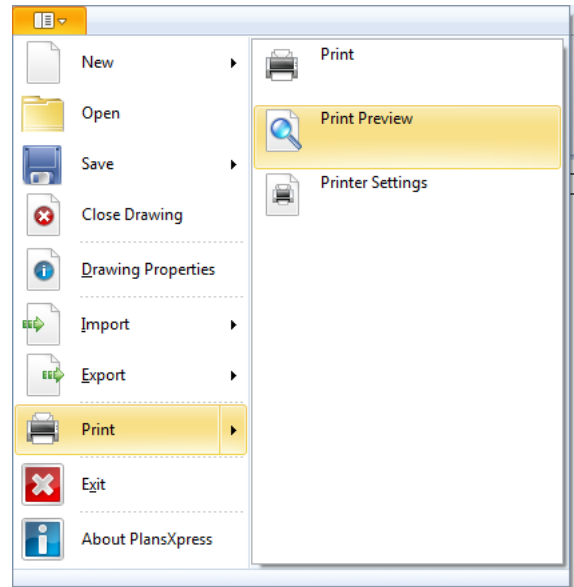 New
Open
Save
Close Drawing
Drawing Properties
Import
Export
Print
Exit
About PlansXpress
Print
Print Preview
Printer Settings